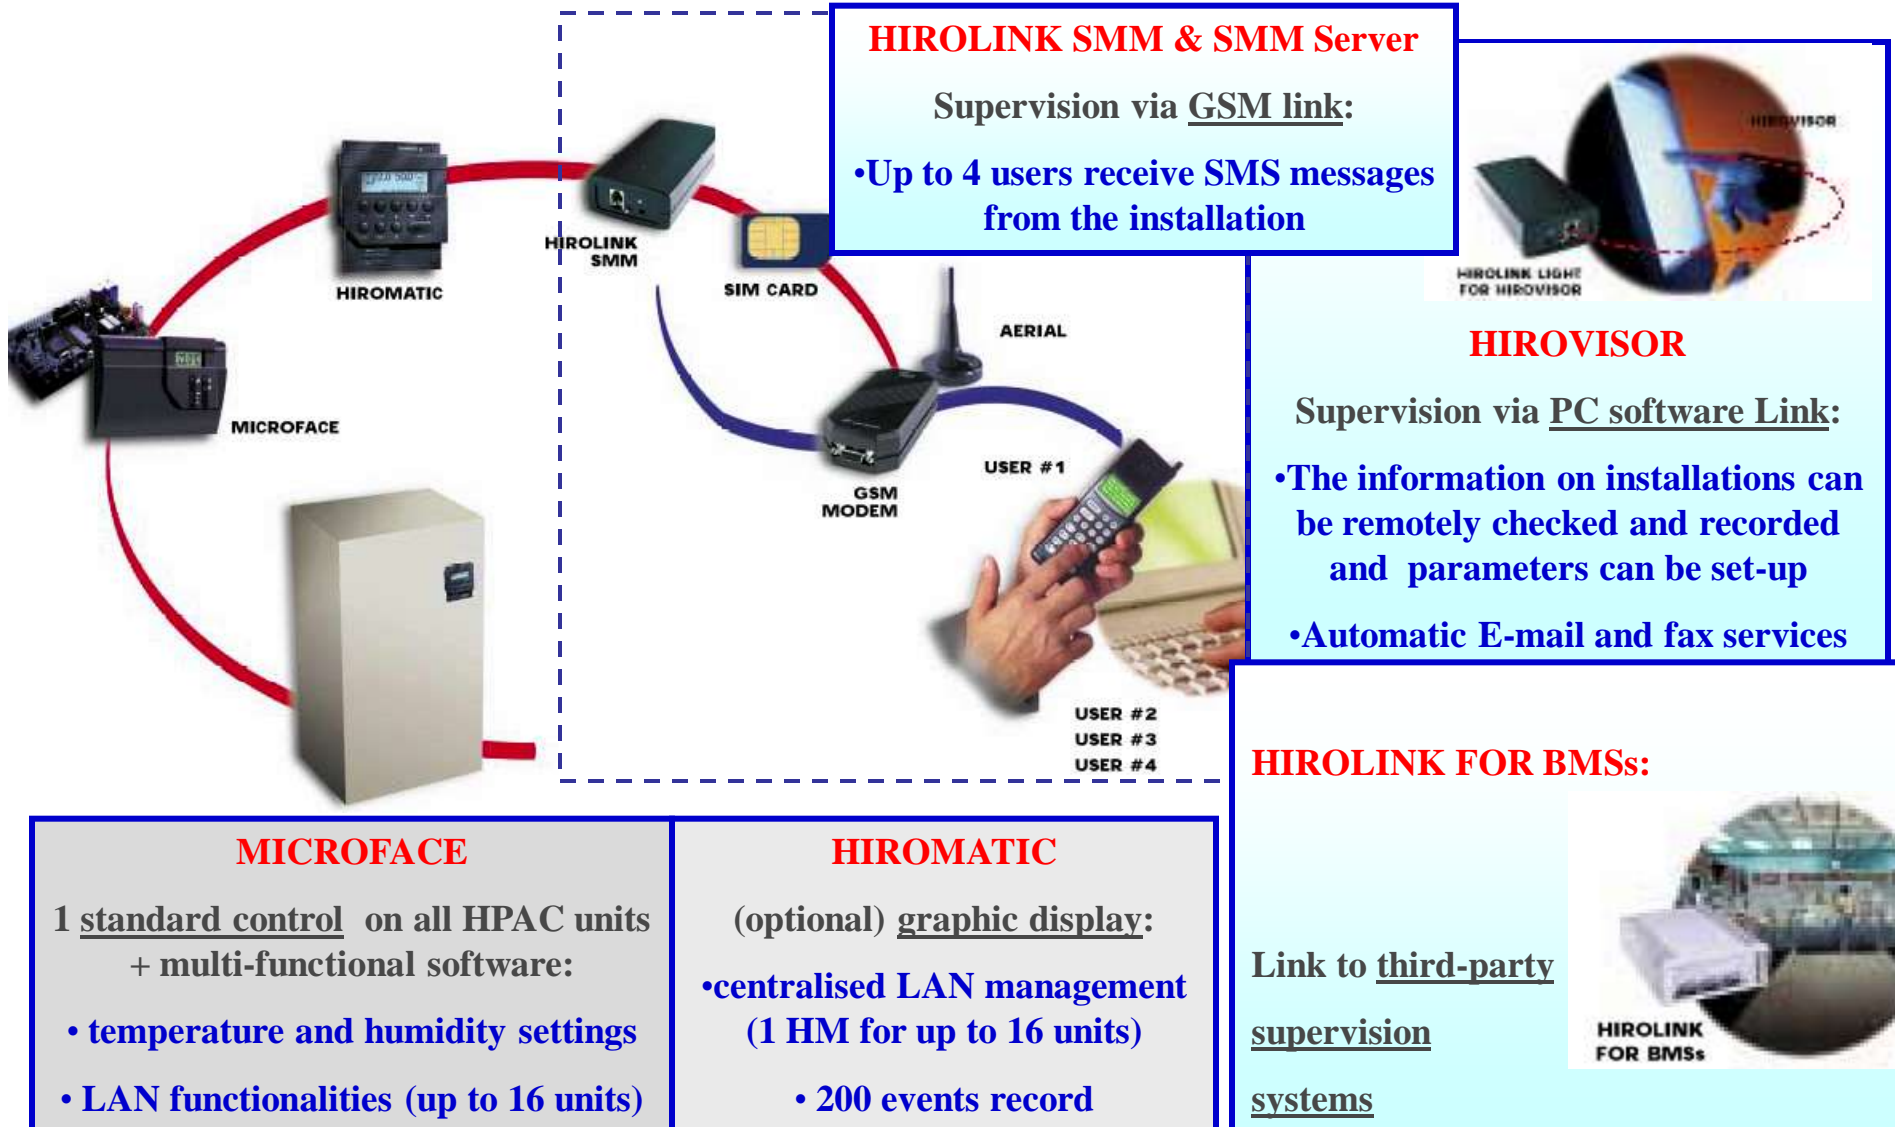 HIROLINK SMM & SMM Server
Supervision via GSM link:
•Up to 4 users receive SMS messages
from the installation
HIROVISOR
HIROLINK LIGHT
FOR HIROVISOR
HIROVISOR
Supervision via PC software Link:
•The information on installations can
be remotely checked and recorded
and parameters can be set-up
•Automatic E-mail and fax services
HIROMATIC
HIROLINK
SMM
SIM CARD
AERIAL
MICROFACE
GSM
MODEM
USER #1
USER #2
USER #3
USER #4
MICROFACE
1 standard control on all HPAC units
+ multi-functional software:
• temperature and humidity settings
• LAN functionalities (up to 16 units)
HIROMATIC
(optional) graphic display:
•centralised LAN management
(1 HM for up to 16 units)
• 200 events record
HIROLINK FOR BMSs:
Link to third-party
supervision
systems
HIROLINK
FOR BMSs